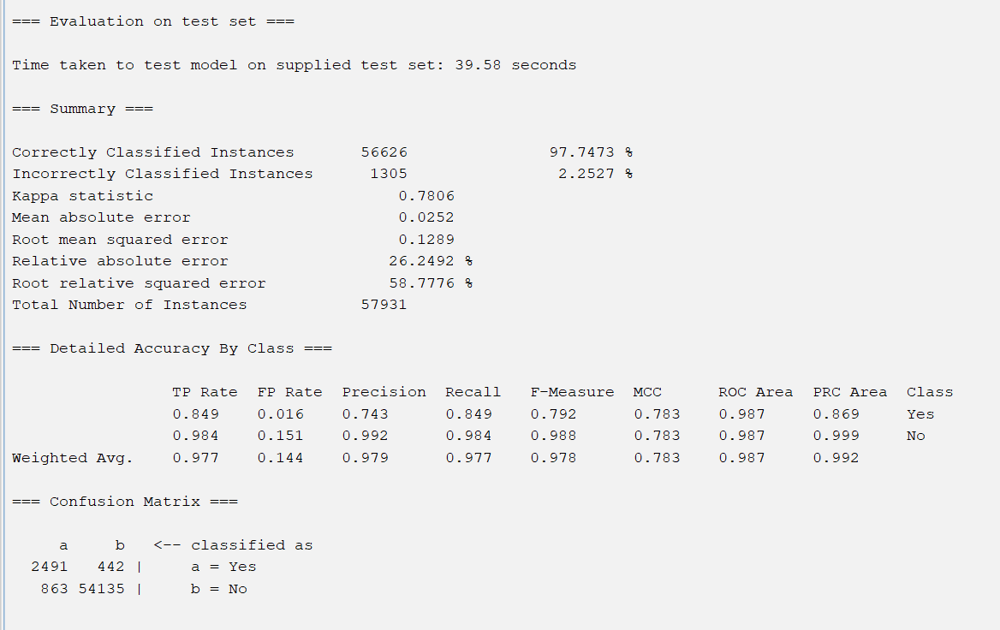 === Evaluation on test set ===
Time taken to test model on supplied test set: 39.58 seconds
=== Summary ===
Correctly Classified Instances 56626 97.7473 %
Incorrectly Classified Instances 1305 2.2527 %
Kappa statistic 0.7806
Mean absolute error 0.0252
Root mean squared error 0.1289
Relative absolute error 26.2492 %
Root relative squared error 58.7776 %
Total Number of Instances 57931
=== Detailed Accuracy By Class ===
TP Rate FP Rate Precision Recall F-Measure MCC ROC Area PRC Area Class
0.849 0.016 0.743 0.849 0.792 0.783 0.987 0.869 Yes
0.984 0.151 0.992 0.984 0.988 0.783 0.987 0.999 No
Weighted Avg. 0.977 0.144 0.979 0.977 0.978 0.783 0.987 0.992
=== Confusion Matrix ===
a b <-- classified as
2491 442 | a = Yes
863 54135 | b = No